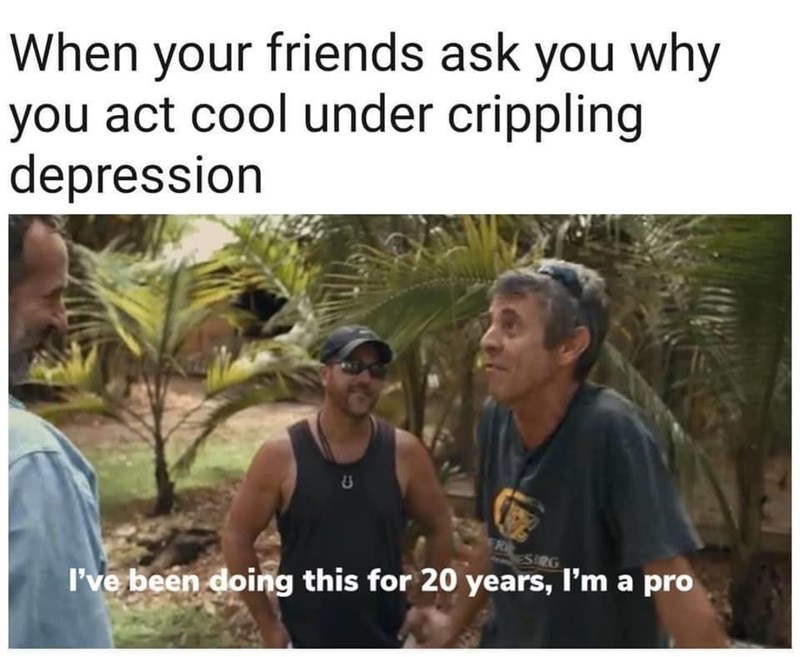 When your friends ask you why
you act cool under crippling
depression
I've been doing this for 20 years, I'm a pro